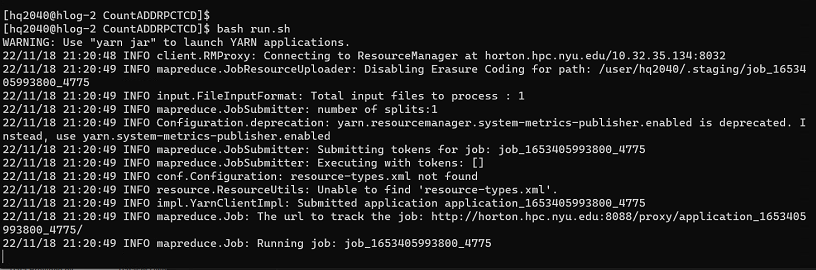 [hq2040@hlog-2 CountADDRPCTCD]$
[hq2040@hlog-2 CountADDRPCTCD]$ bash run.sh
WARNING: Use "yarn jar" to launch YARN applications.
22/11/18 21:20:48 INFO client.RMProxy: Connecting to ResourceManager at horton.hpc.nyu.edu/10.32.35.134:8032
22/11/18 21:20:49 INFO mapreduce.JobResourceUploader: Disabling Erasure Coding for path: /user/hq2040/.staging/job_16534
05993800_4775
22/11/18 21:20:49 INFO input.FileInputFormat: Total input files to process : 1
22/11/18 21:20:49 INFO mapreduce.JobSubmitter: number of splits:1
22/11/18 21:20:49 INFO Configuration.deprecation: yarn.resourcemanager.system-metrics-publisher.enabled is deprecated. I
nstead, use yarn.system-metrics-publisher.enabled
22/11/18 21:20:49 INFO mapreduce.JobSubmitter: Submitting tokens for job: job_1653405993800_4775
22/11/18 21:20:49 INFO mapreduce.JobSubmitter: Executing with tokens: []
22/11/18 21:20:49 INFO conf.Configuration: resource-types.xml not found
22/11/18 21:20:49 INFO resource.ResourceUtils: Unable to find 'resource-types.xml'.
22/11/18 21:20:49 INFO impl.YarnClientImpl: Submitted application application_1653405993800_4775
22/11/18 21:20:49 INFO mapreduce.Job: The url to track the job: http://horton.hpc.nyu.edu:8088/proxy/application_1653405
993800_4775/
22/11/18 21:20:49 INFO mapreduce.Job: Running job: job_1653405993800_4775